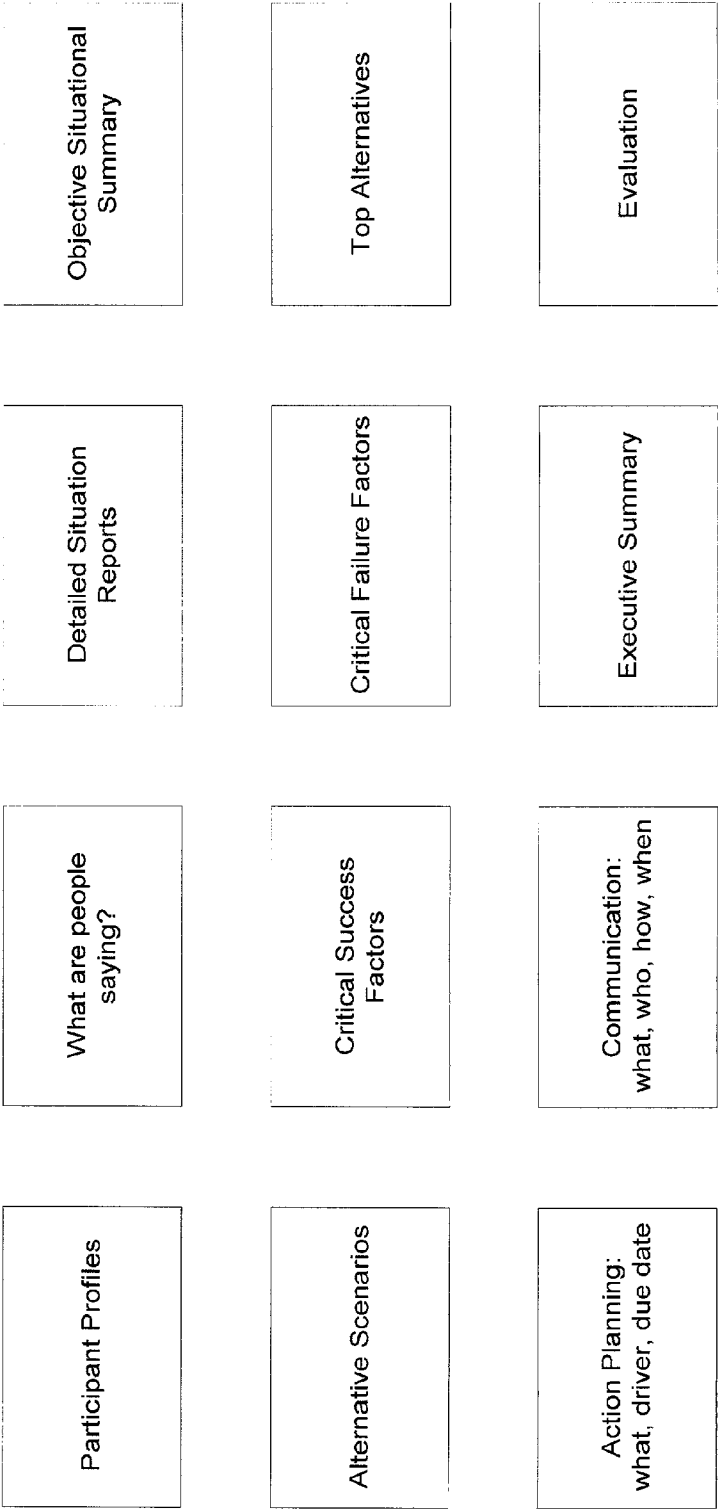 Participant Profiles
What are people
saying?
Detailed Situation
Reports
Objective Situational
Summary
Alternative Scenarios
Critical Success
Factors
Critical Failure Factors
Top Alternatives
Action Planning:
what, driver, due date
Communication:
what, who, how, when
Executive Summary
Evaluation